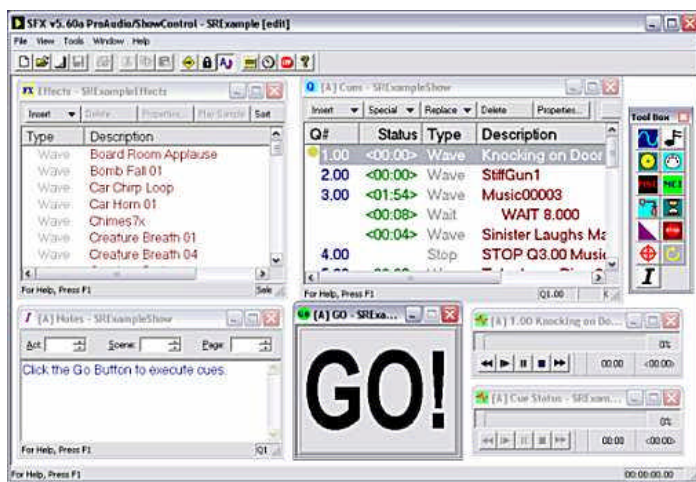 SFX v5.60a ProAudio/ShowControl - SRExample [edit]
File View Tools Window Help
FX Effects - SRExampleEffects
Insert Delete... Properties... Play Sample Sort
Type Description
Wave Board Room Applause
Wave Bomb Fall 01
Wave Car Chirp Loop
Wave Car Horn 01
Wave Chimes7x
Wave Creature Breath 01
Wave Creature Breath 04
For Help, Press F1
Q [A] Cues - SRExampleShow
Insert Special Replace Delete Properties...
Q# Status Type Description
1.00 <00:00> Wave Knocking on Door
2.00 <00:00> Wave StiffGun1
3.00 <01:54> Wave Music00003
<00:08> Wait WAIT 8.000
<00:04> Wave Sinister Laughs Ma
4.00 Stop STOP Q3.00 Musi
For Help, Press F1 Q1.00
Tool Box
I
I [A] Notes - SRExampleShow
Act: Scene: Page:
Click the Go Button to execute cues.
For Help, Press F1 Q1
Go [A] GO - SRExa...
GO!
[A] 1.00 Knocking on Do...
0%
00:00 <00:00>
[A] Cue Status - SRExam...
0%
00:00 <00:00>
For Help, Press F1 00:00:00.00